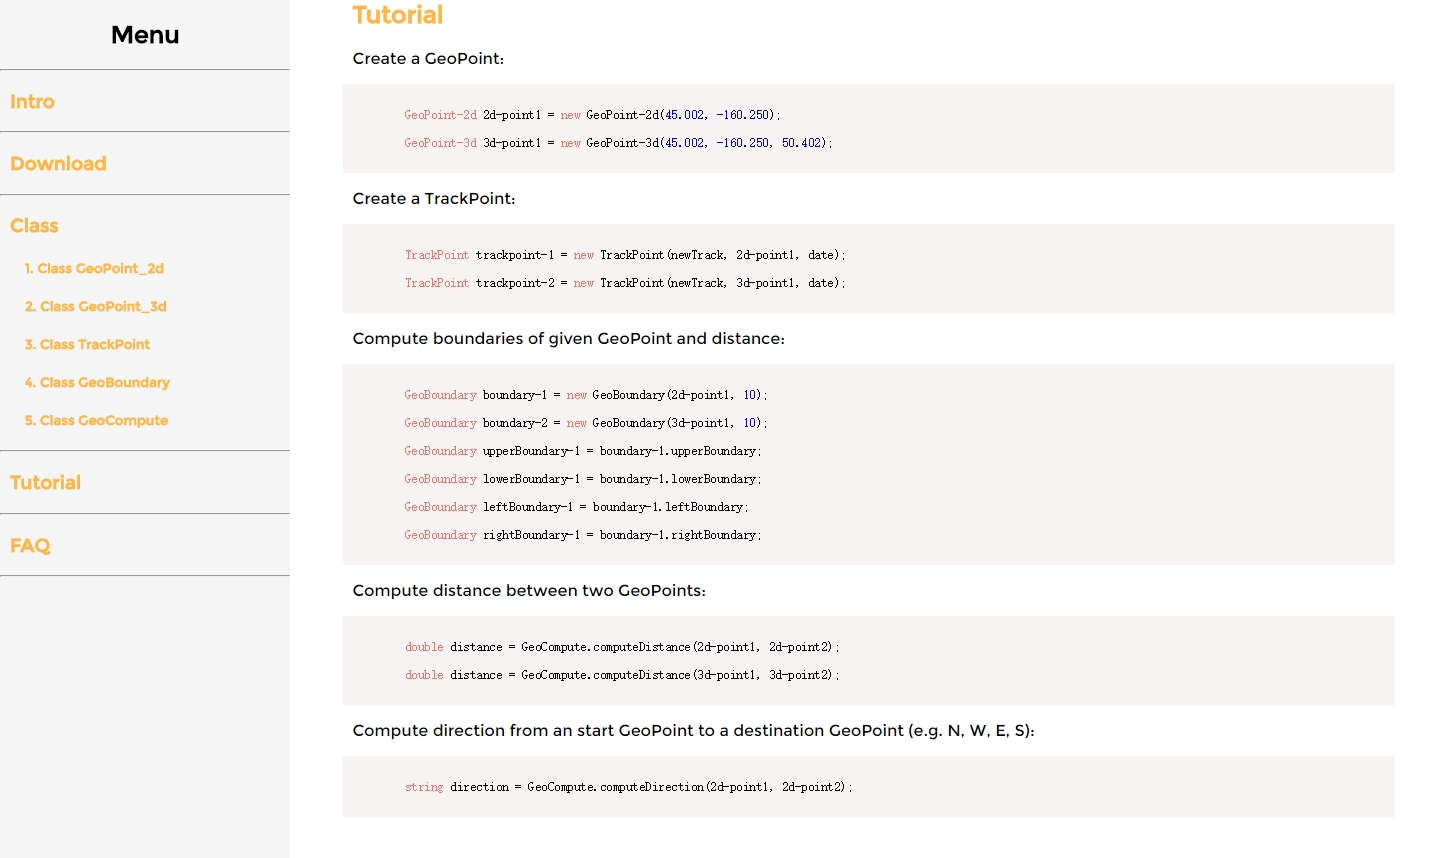 Menu
Intro
Download
Class
1. Class GeoPoint_2d
2. Class GeoPoint_3d
3. Class TrackPoint
4. Class GeoBoundary
5. Class GeoCompute
Tutorial
FAQ
Tutorial
Create a GeoPoint:
GeoPoint-2d 2d-point1 = new GeoPoint-2d(45.002, -160.250);
GeoPoint-3d 3d-point1 = new GeoPoint-3d(45.002, -160.250, 50.402);
Create a TrackPoint:
TrackPoint trackpoint-1 = new TrackPoint(newTrack, 2d-point1, date);
TrackPoint trackpoint-2 = new TrackPoint(newTrack, 3d-point1, date);
Compute boundaries of given GeoPoint and distance:
GeoBoundary boundary-1 = new GeoBoundary(2d-point1, 10);
GeoBoundary boundary-2 = new GeoBoundary(3d-point1, 10);
GeoBoundary upperBoundary-1 = boundary-1.upperBoundary;
GeoBoundary lowerBoundary-1 = boundary-1.lowerBoundary;
GeoBoundary leftBoundary-1 = boundary-1.leftBoundary;
GeoBoundary rightBoundary-1 = boundary-1.rightBoundary;
Compute distance between two GeoPoints:
double distance = GeoCompute.computeDistance(2d-point1, 2d-point2);
double distance = GeoCompute.computeDistance(3d-point1, 3d-point2);
Compute direction from an start GeoPoint to a destination GeoPoint (e.g. N, W, E, S):
string direction = GeoCompute.computeDirection(2d-point1, 2d-point2);